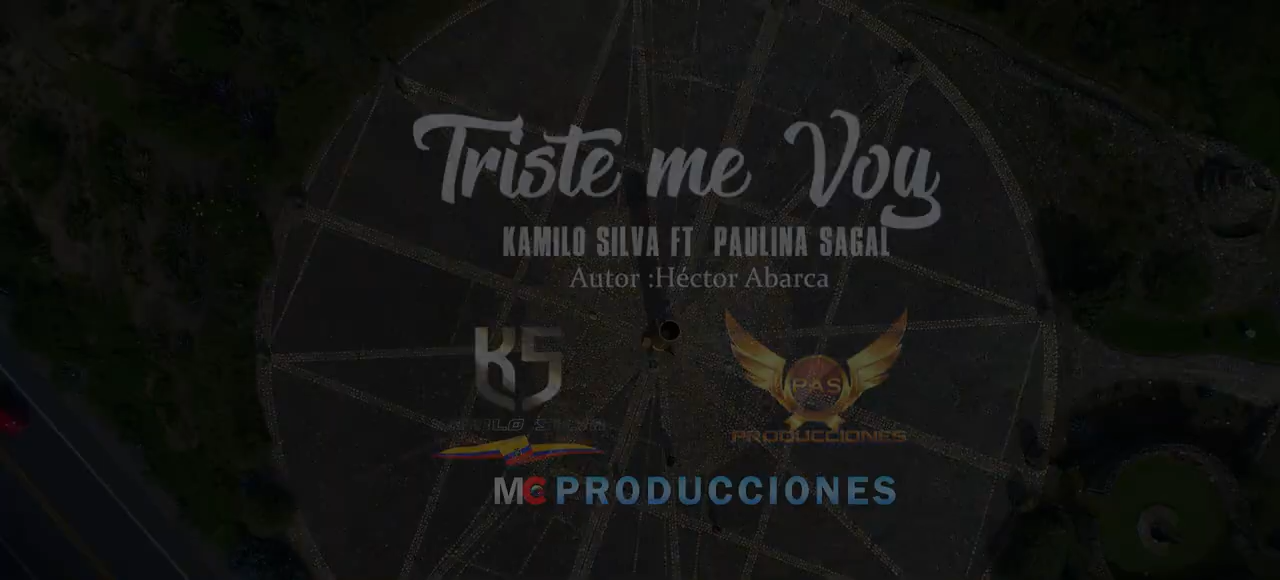 Triste me Voy
KAMILO SILVA FT PAULINA SAGAL
Autor :Héctor Abarca
KS
PAS
PRODUCCIONES
MC PRODUCCIONES